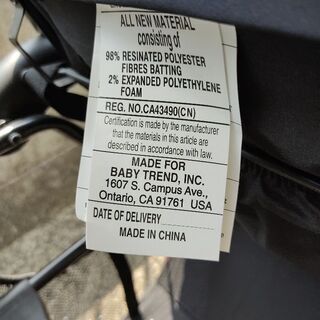 ALL NEW MATERIAL
consisting of
98% RESINATED POLYESTER
FIBRES BATTING
2% EXPANDED POLYETHYLENE
FOAM
REG. NO.CA43490(CN)
Certification is made by the manufacturer
that the materials in this article are
described in accordance with law.
MADE FOR
BABY TREND, INC.
1607 S. Campus Ave.,
Ontario, CA 91761 USA
DATE OF DELIVERY
MADE IN CHINA